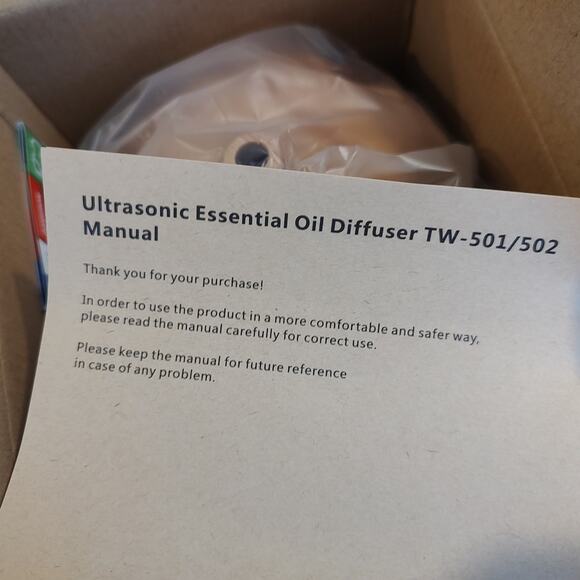 Ultrasonic Essential Oil Diffuser TW-501/502
Manual
Thank you for your purchase!
In order to use the product in a more comfortable and safer way,
please read the manual carefully for correct use.
Please keep the manual for future reference
in case of any problem.